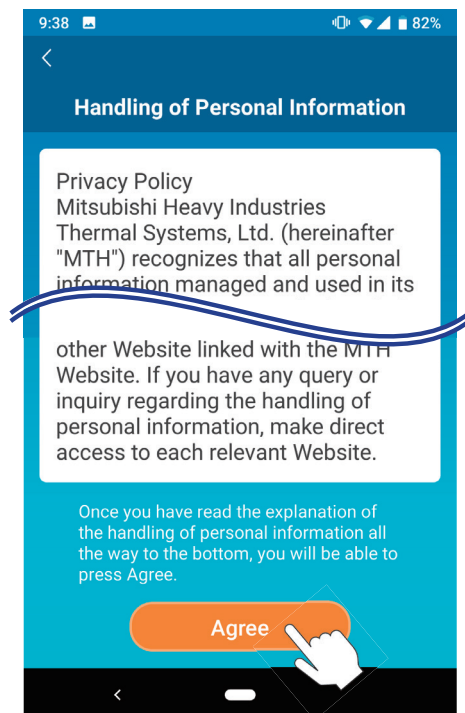 9:38 82%
Handling of Personal Information
Privacy Policy
Mitsubishi Heavy Industries
Thermal Systems, Ltd. (hereinafter
"MTH") recognizes that all personal
information managed and used in its
other Website linked with the MTH
Website. If you have any query or
inquiry regarding the handling of
personal information, make direct
access to each relevant Website.
Once you have read the explanation of
the handling of personal information all
the way to the bottom, you will be able to
press Agree.
Agree